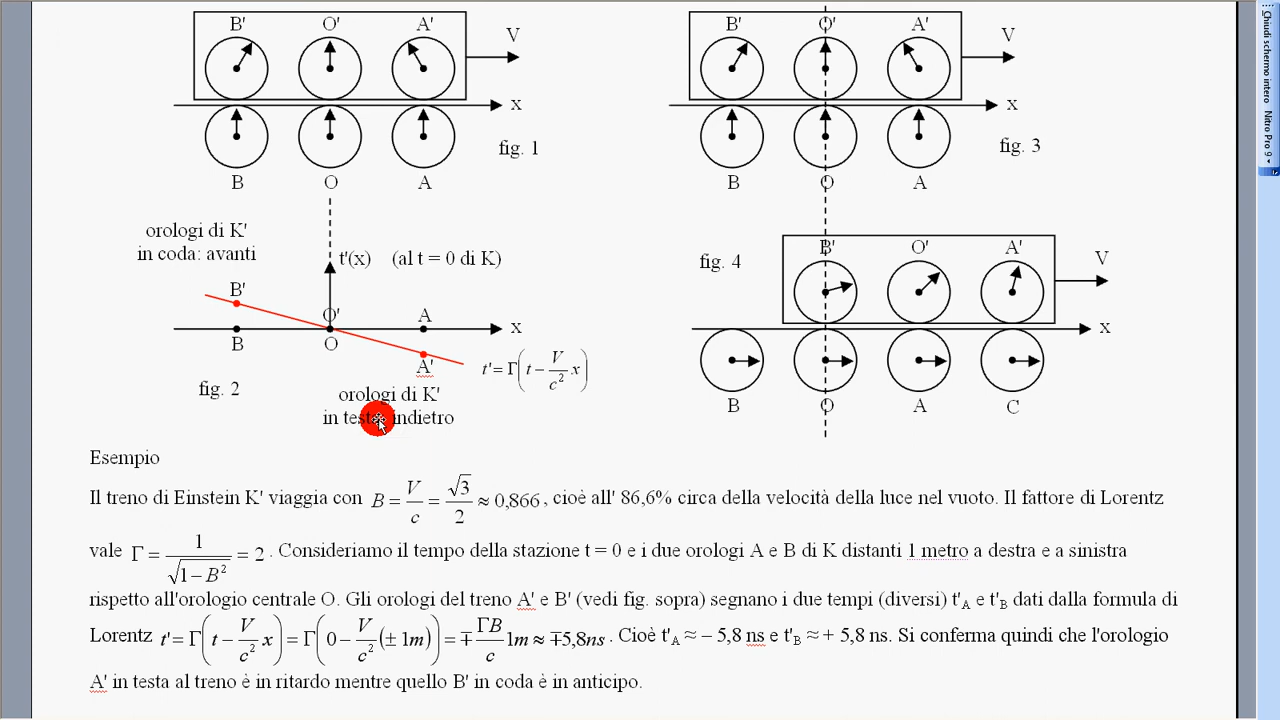 B' O' A' V
x
B O A
fig. 1
B' O' A' V
x
B O A
fig. 3
orologi di K'
in coda: avanti
t'(x) (al t = 0 di K)
B' O' A
x
B O A'
t'=Γ(t−V/c² x)
fig. 2
orologi di K'
in testa: indietro
fig. 4
B' O' A' V
x
B O A C
Esempio
Il treno di Einstein K' viaggia con B = V/c = √3/2 ≈ 0,866 , cioè all' 86,6% circa della velocità della luce nel vuoto. Il fattore di Lorentz
vale Γ = 1/√(1−B²) = 2 . Consideriamo il tempo della stazione t = 0 e i due orologi A e B di K distanti 1 metro a destra e a sinistra
rispetto all'orologio centrale O. Gli orologi del treno A' e B' (vedi fig. sopra) segnano i due tempi (diversi) t'A e t'B dati dalla formula di
Lorentz t'=Γ(t−V/c² x)=Γ(0−V/c²(±1m))=∓ΓB/c 1m ≈ ∓5,8ns . Cioè t'A ≈ – 5,8 ns e t'B ≈ + 5,8 ns. Si conferma quindi che l'orologio
A' in testa al treno è in ritardo mentre quello B' in coda è in anticipo.
Chiudi schermo intero Nitro Pro 9